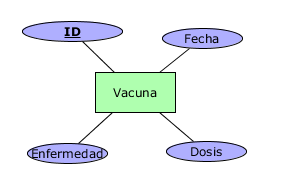 ID
Fecha
Vacuna
Enfermedad
Dosis